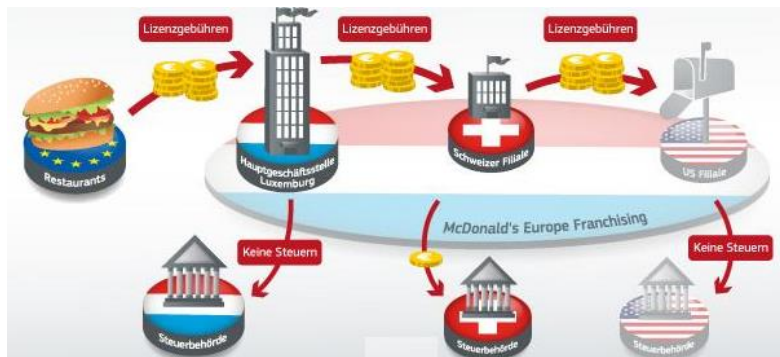 Lizenzgebühren
Lizenzgebühren
Lizenzgebühren
Restaurants
Hauptgeschäftsstelle
Luxemburg
Schweizer Filiale
US Filiale
McDonald's Europe Franchising
Keine Steuern
Keine Steuern
Steuerbehörde
Steuerbehörde
Steuerbehörde